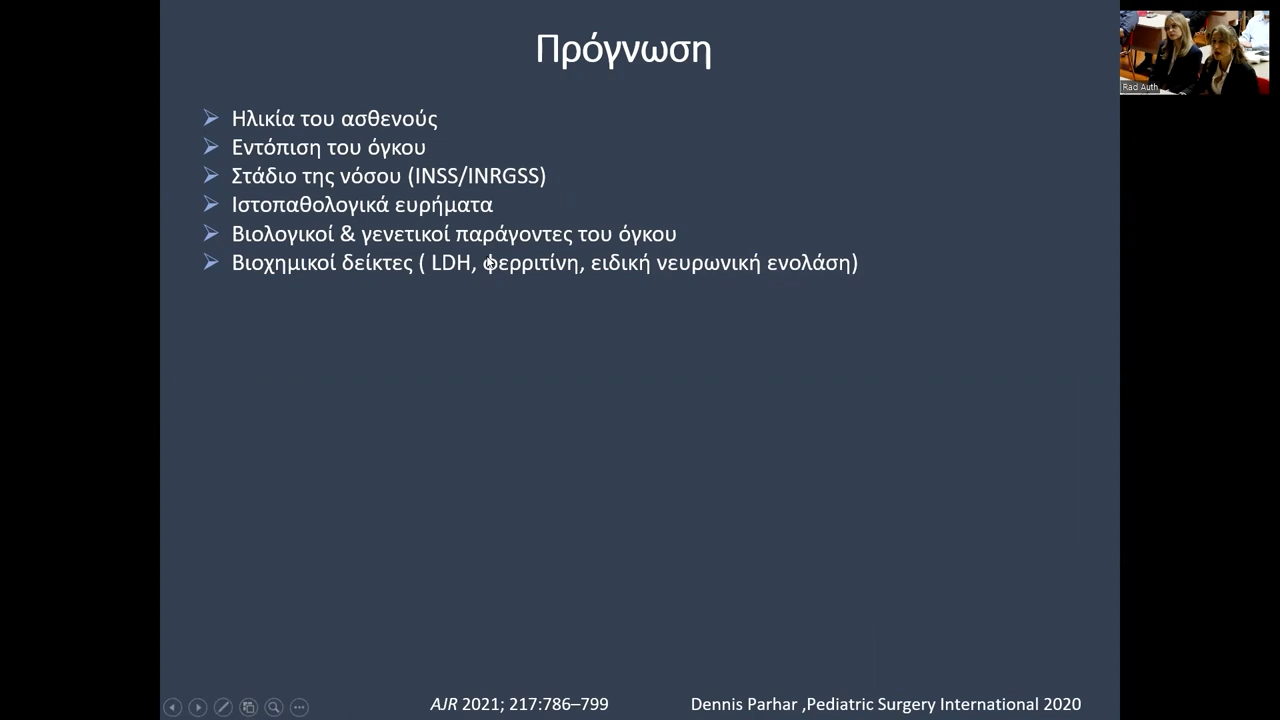 Πρόγνωση
Ηλικία του ασθενούς
Εντόπιση του όγκου
Στάδιο της νόσου (INSS/INRGSS)
Ιστοπαθολογικά ευρήματα
Βιολογικοί & γενετικοί παράγοντες του όγκου
Βιοχημικοί δείκτες ( LDH, φερριτίνη, ειδική νευρωνική ενολάση)
AJR 2021; 217:786–799
Dennis Parhar ,Pediatric Surgery International 2020
Rad Auth